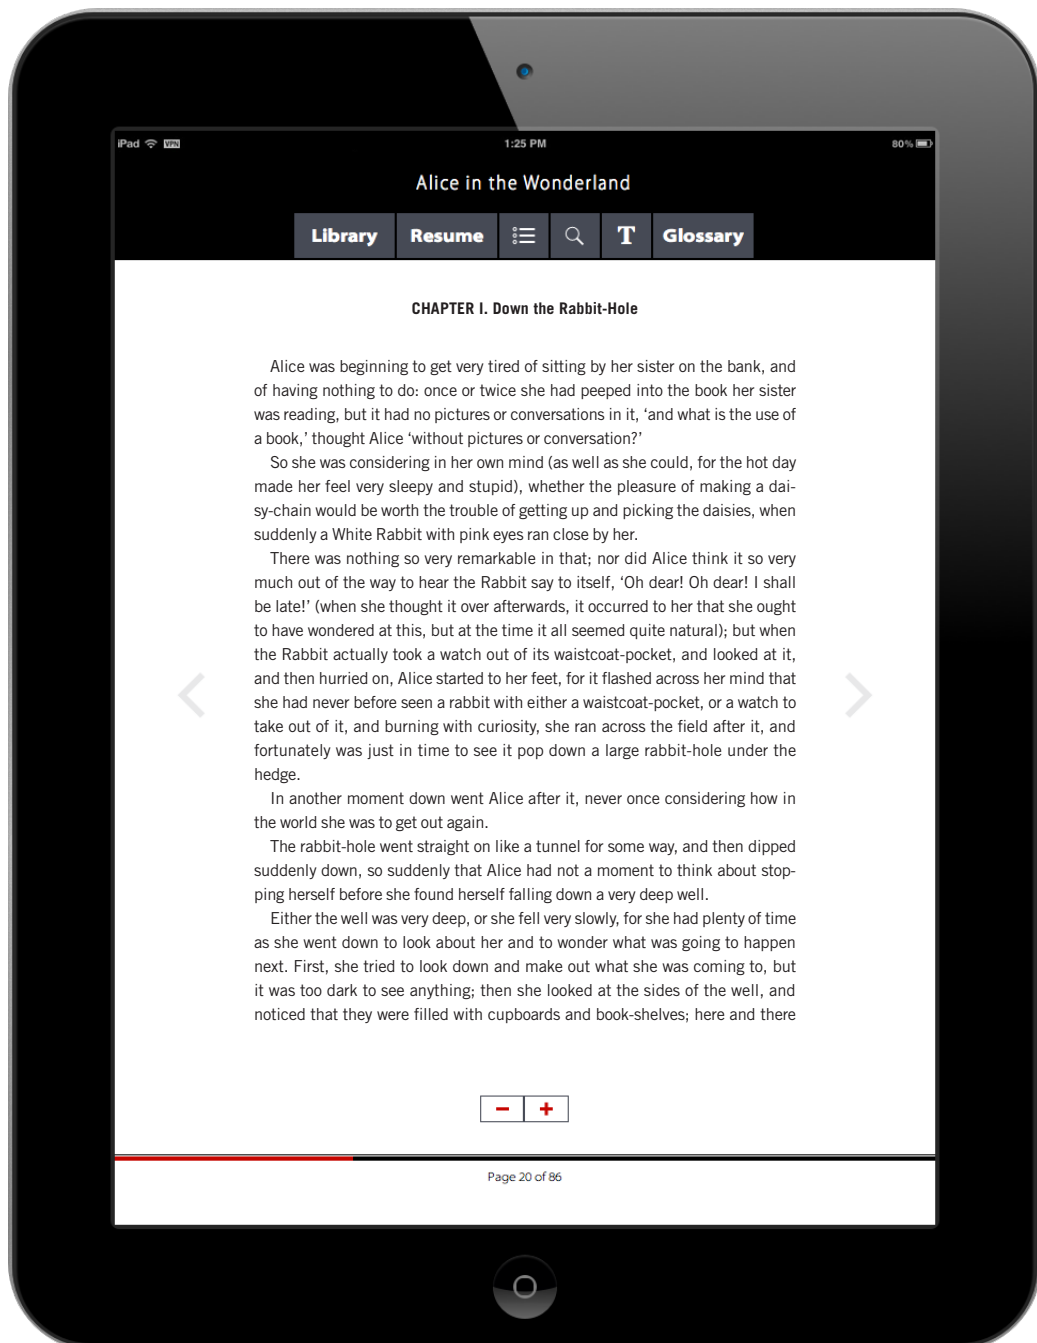 iPad VPN 1:25 PM 80%
Alice in the Wonderland
Library Resume T Glossary
CHAPTER I. Down the Rabbit-Hole
Alice was beginning to get very tired of sitting by her sister on the bank, and
of having nothing to do: once or twice she had peeped into the book her sister
was reading, but it had no pictures or conversations in it, ‘and what is the use of
a book,’ thought Alice ‘without pictures or conversation?’
So she was considering in her own mind (as well as she could, for the hot day
made her feel very sleepy and stupid), whether the pleasure of making a dai-
sy-chain would be worth the trouble of getting up and picking the daisies, when
suddenly a White Rabbit with pink eyes ran close by her.
There was nothing so very remarkable in that; nor did Alice think it so very
much out of the way to hear the Rabbit say to itself, ‘Oh dear! Oh dear! I shall
be late!’ (when she thought it over afterwards, it occurred to her that she ought
to have wondered at this, but at the time it all seemed quite natural); but when
the Rabbit actually took a watch out of its waistcoat-pocket, and looked at it,
and then hurried on, Alice started to her feet, for it flashed across her mind that
she had never before seen a rabbit with either a waistcoat-pocket, or a watch to
take out of it, and burning with curiosity, she ran across the field after it, and
fortunately was just in time to see it pop down a large rabbit-hole under the
hedge.
In another moment down went Alice after it, never once considering how in
the world she was to get out again.
The rabbit-hole went straight on like a tunnel for some way, and then dipped
suddenly down, so suddenly that Alice had not a moment to think about stop-
ping herself before she found herself falling down a very deep well.
Either the well was very deep, or she fell very slowly, for she had plenty of time
as she went down to look about her and to wonder what was going to happen
next. First, she tried to look down and make out what she was coming to, but
it was too dark to see anything; then she looked at the sides of the well, and
noticed that they were filled with cupboards and book-shelves; here and there
− +
Page 20 of 86